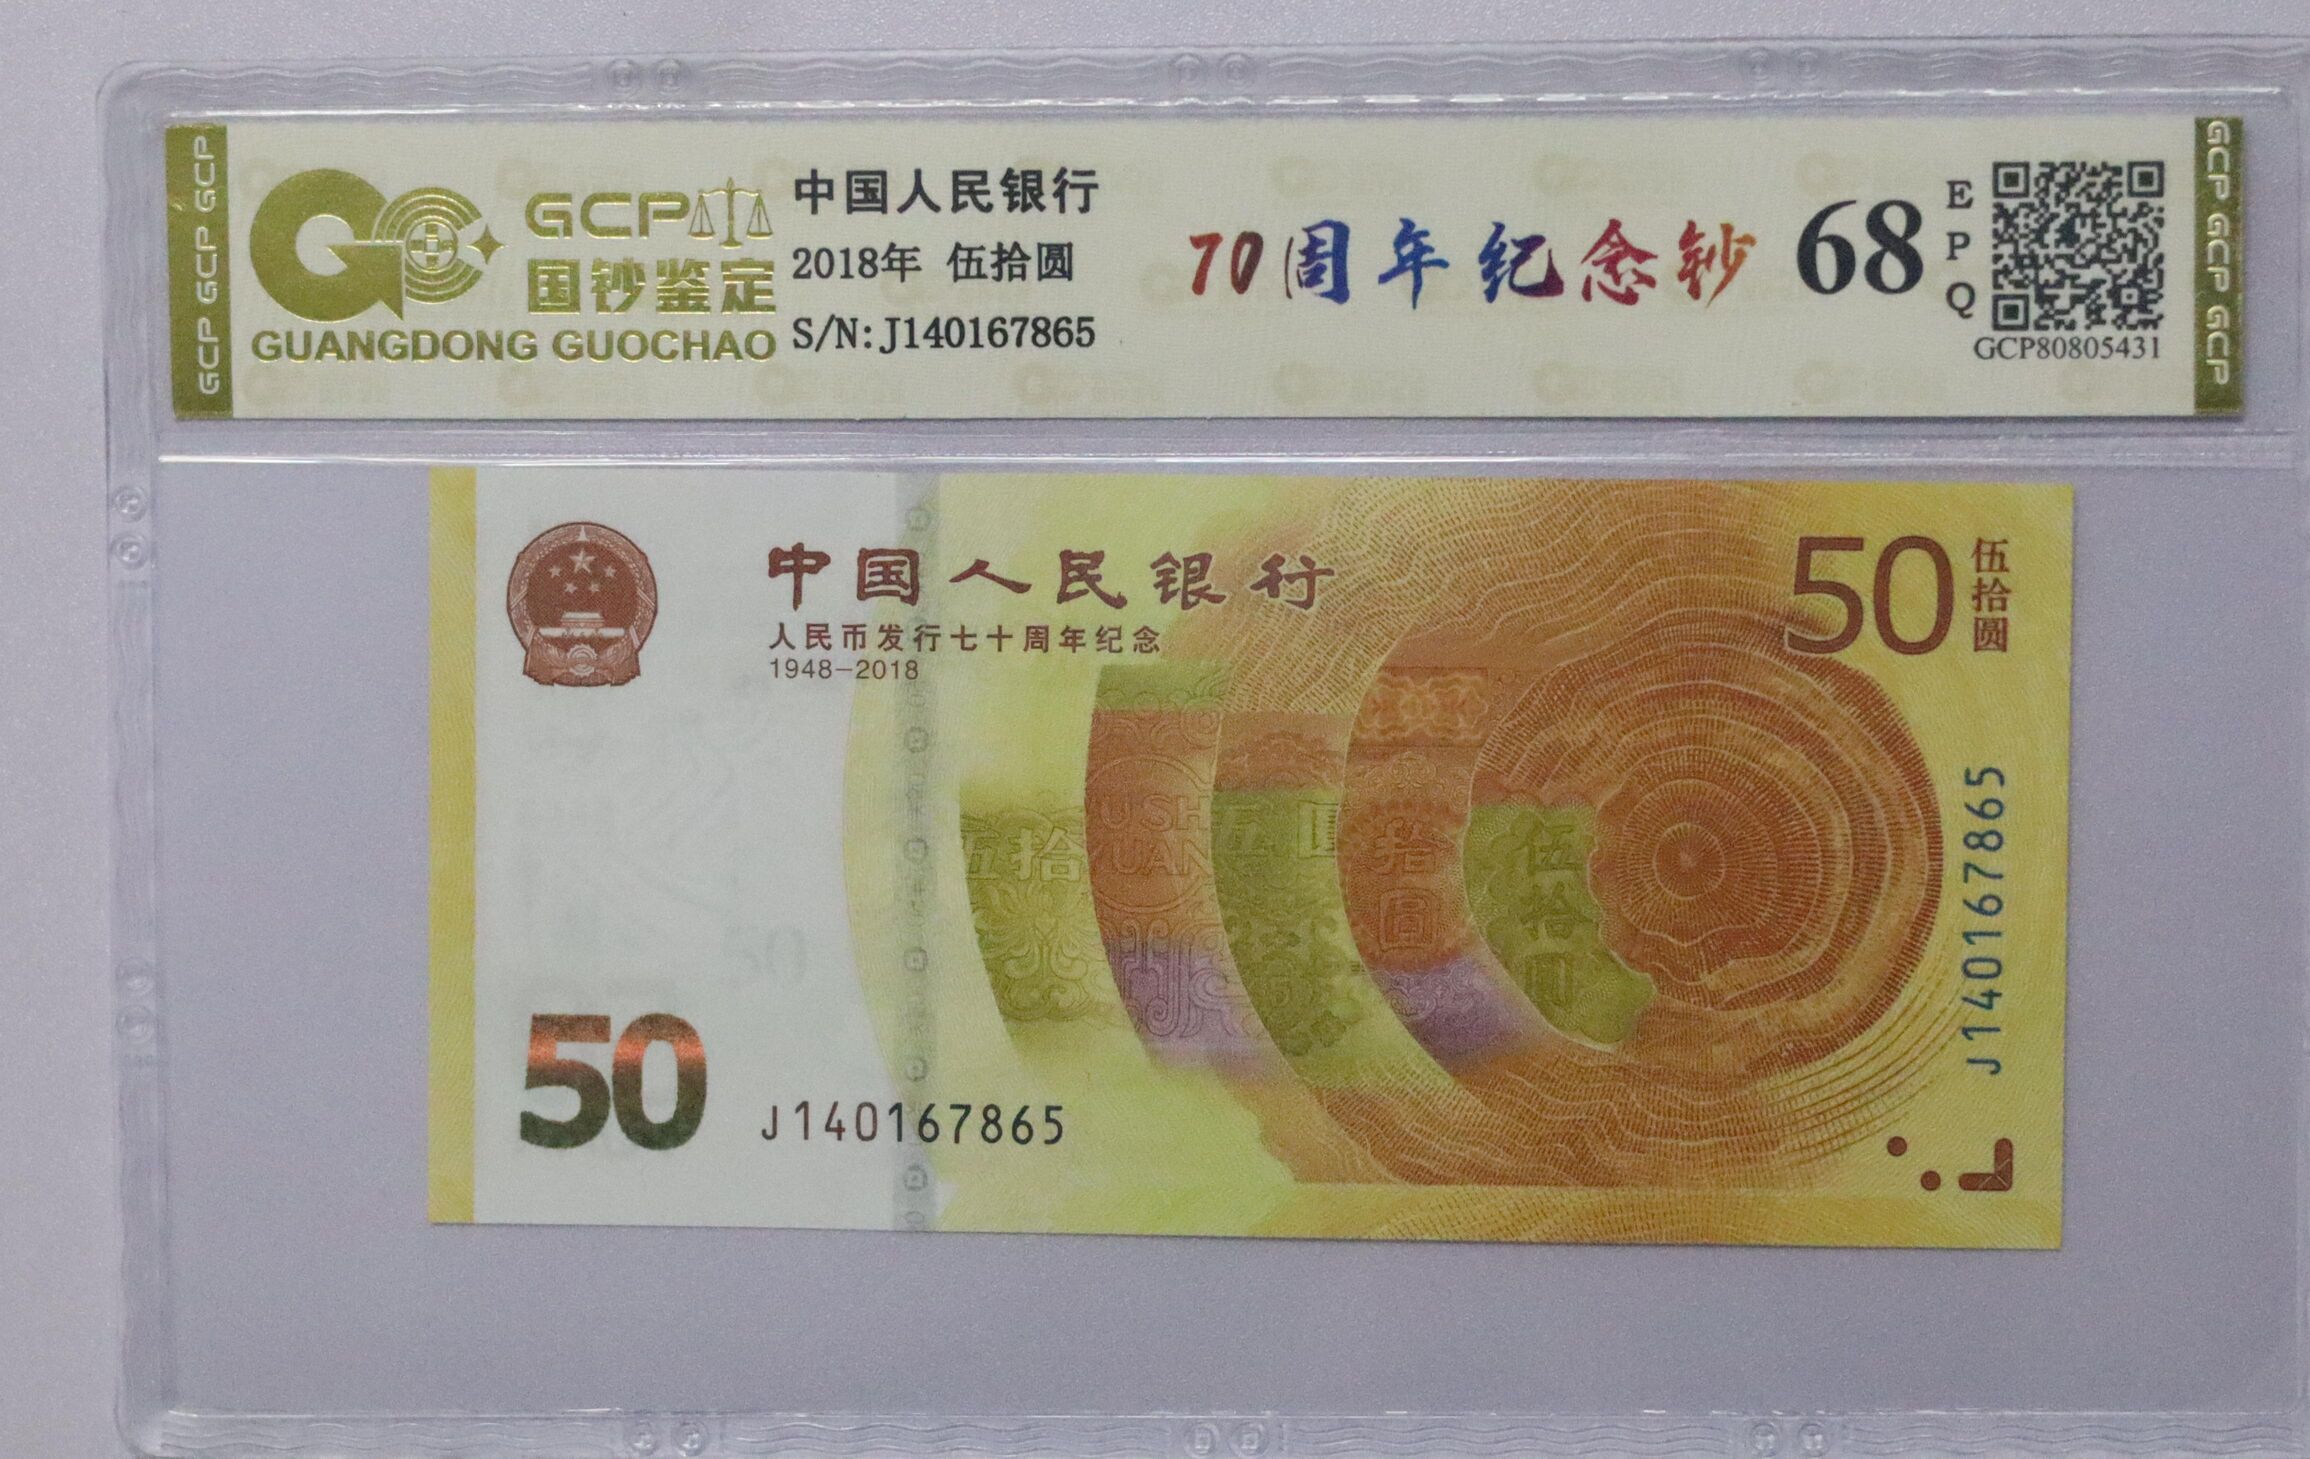 GCP GCP GCP
GCP
国钞鉴定
GUANGDONG GUOCHAO
中国人民银行
2018年 伍拾圆
S/N:J140167865
70周年纪念钞
68
EPQ
GCP80805431
GCP GCP GCP
中国人民银行
人民币发行七十周年纪念
1948-2018
50
伍拾圆
伍拾
伍
圆
拾圆
伍拾圆
50
50
J140167865
J140167865